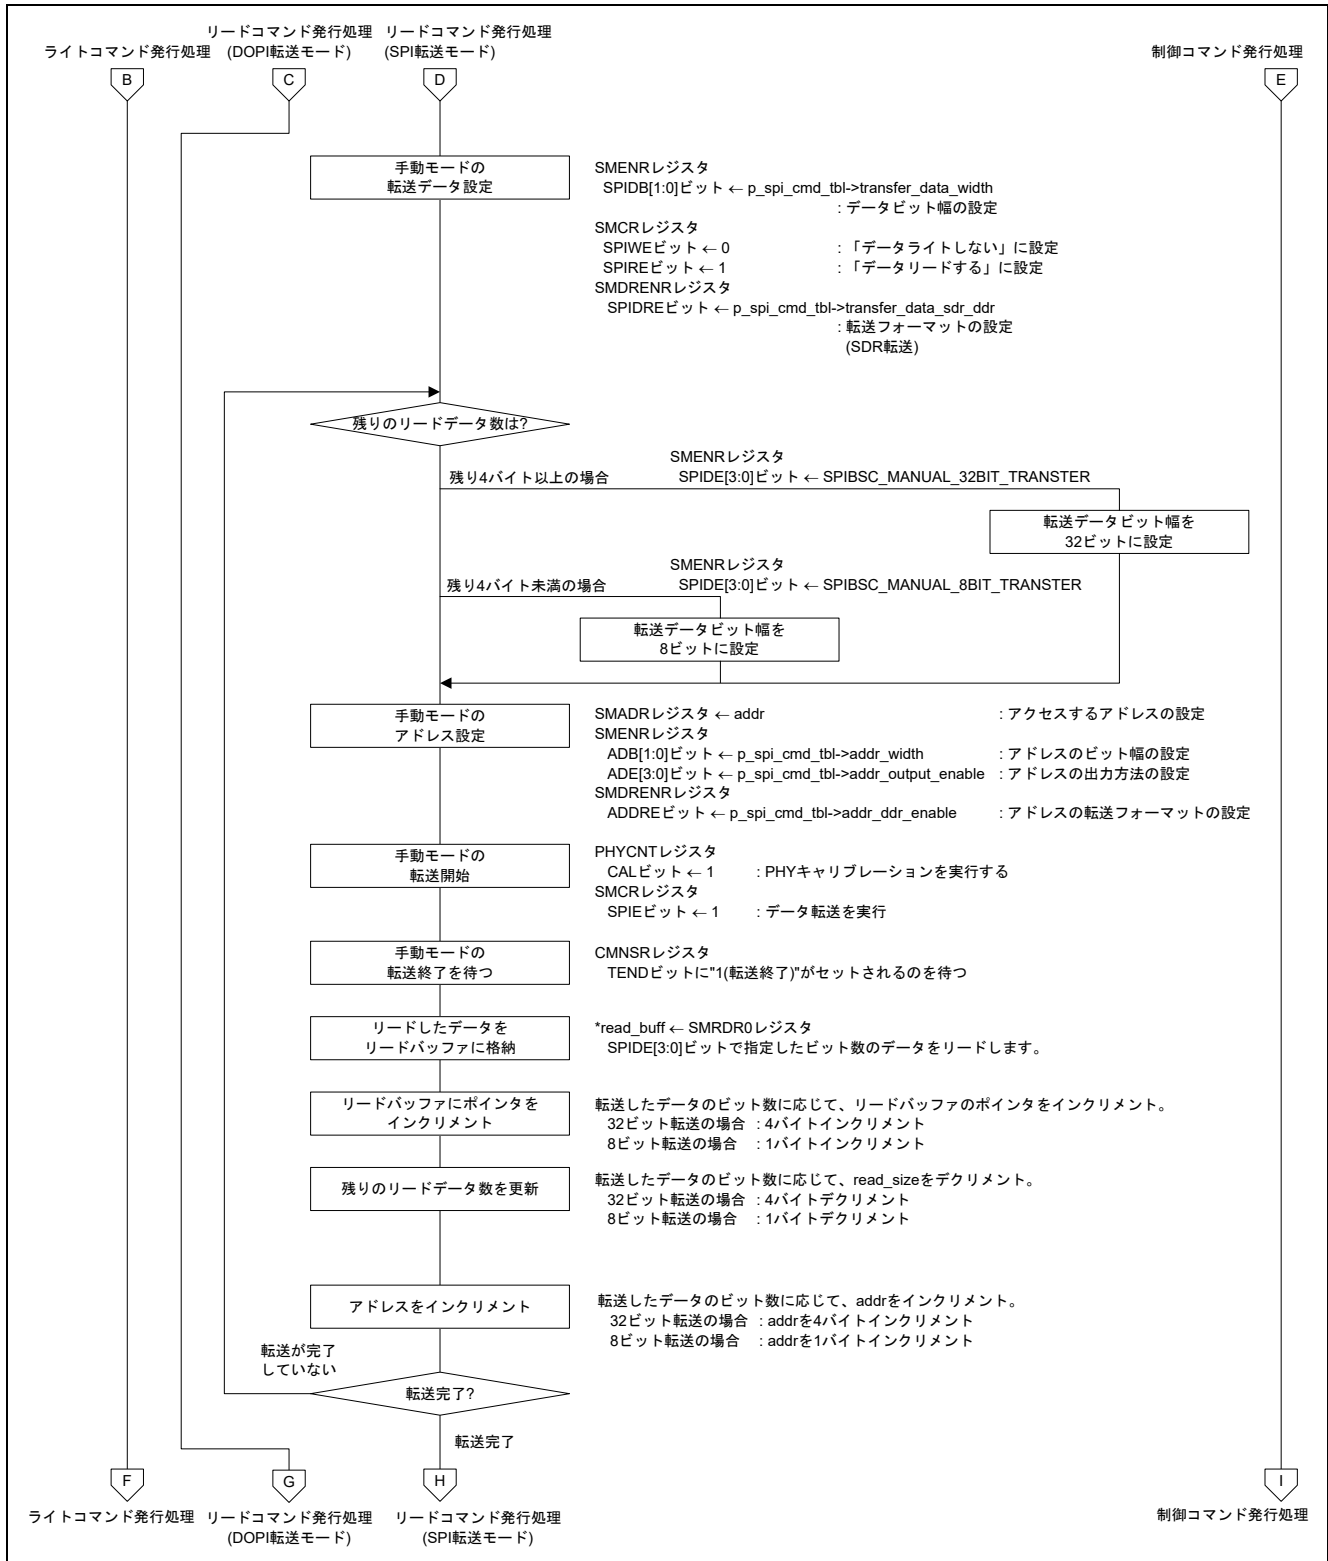 リードコマンド発行処理 リードコマンド発行処理
ライトコマンド発行処理 (DOPI転送モード) (SPI転送モード) 制御コマンド発行処理
B C D E
手動モードの
転送データ設定
SMENRレジスタ
SPIDB[1:0]ビット ← p_spi_cmd_tbl->transfer_data_width
: データビット幅の設定
SMCRレジスタ
SPIWEビット ← 0 : 「データライトしない」に設定
SPIREビット ← 1 : 「データリードする」に設定
SMDRENRレジスタ
SPIDREビット ← p_spi_cmd_tbl->transfer_data_sdr_ddr
: 転送フォーマットの設定
(SDR転送)
残りのリードデータ数は?
SMENRレジスタ
残り4バイト以上の場合 SPIDE[3:0]ビット ← SPIBSC_MANUAL_32BIT_TRANSTER
転送データビット幅を
32ビットに設定
SMENRレジスタ
残り4バイト未満の場合 SPIDE[3:0]ビット ← SPIBSC_MANUAL_8BIT_TRANSTER
転送データビット幅を
8ビットに設定
手動モードの
アドレス設定
SMADRレジスタ ← addr : アクセスするアドレスの設定
SMENRレジスタ
ADB[1:0]ビット ← p_spi_cmd_tbl->addr_width : アドレスのビット幅の設定
ADE[3:0]ビット ← p_spi_cmd_tbl->addr_output_enable : アドレスの出力方法の設定
SMDRENRレジスタ
ADDREビット ← p_spi_cmd_tbl->addr_ddr_enable : アドレスの転送フォーマットの設定
手動モードの
転送開始
PHYCNTレジスタ
CALビット ← 1 : PHYキャリブレーションを実行する
SMCRレジスタ
SPIEビット ← 1 : データ転送を実行
手動モードの
転送終了を待つ
CMNSRレジスタ
TENDビットに"1(転送終了)"がセットされるのを待つ
リードしたデータを
リードバッファに格納
*read_buff ← SMRDR0レジスタ
SPIDE[3:0]ビットで指定したビット数のデータをリードします。
リードバッファにポインタを
インクリメント
転送したデータのビット数に応じて、リードバッファのポインタをインクリメント。
32ビット転送の場合 : 4バイトインクリメント
8ビット転送の場合 : 1バイトインクリメント
残りのリードデータ数を更新
転送したデータのビット数に応じて、read_sizeをデクリメント。
32ビット転送の場合 : 4バイトデクリメント
8ビット転送の場合 : 1バイトデクリメント
アドレスをインクリメント
転送したデータのビット数に応じて、addrをインクリメント。
32ビット転送の場合 : addrを4バイトインクリメント
8ビット転送の場合 : addrを1バイトインクリメント
転送が完了
していない
転送完了?
転送完了
F G H I
ライトコマンド発行処理 リードコマンド発行処理 リードコマンド発行処理 制御コマンド発行処理
(DOPI転送モード) (SPI転送モード)